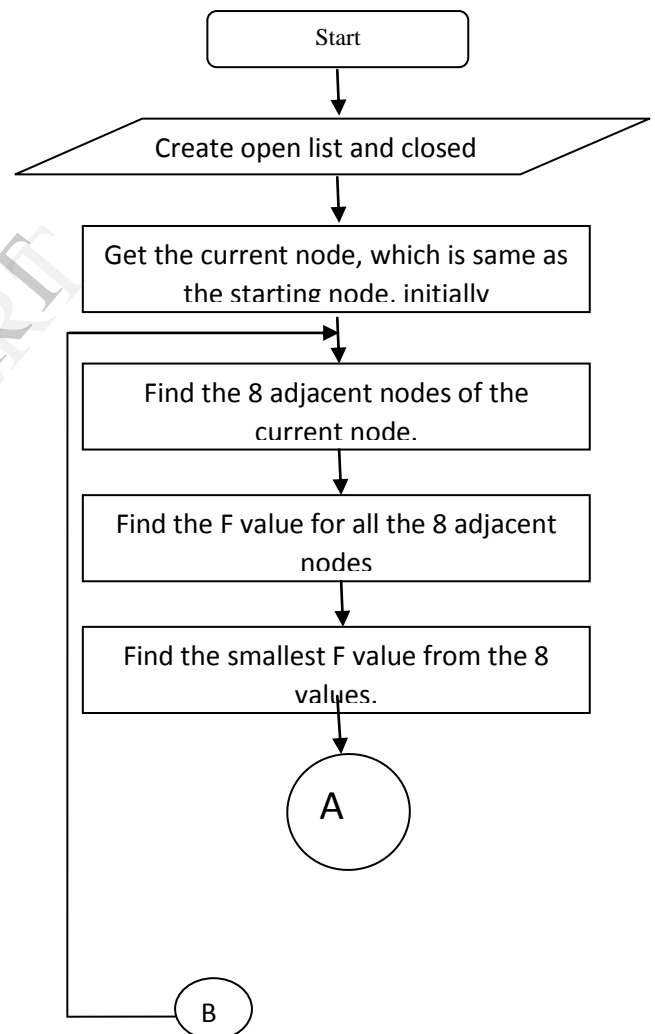 Start
Create open list and closed
Get the current node, which is same as
the starting node, initially
Find the 8 adjacent nodes of the
current node.
Find the F value for all the 8 adjacent
nodes
Find the smallest F value from the 8
values.
A
B